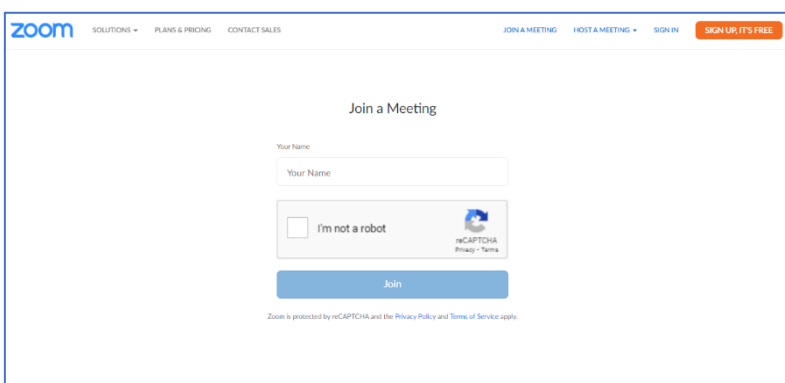 zoom SOLUTIONS PLANS & PRICING CONTACT SALES JOIN A MEETING HOST A MEETING SIGN IN SIGN UP, IT'S FREE
Join a Meeting
Your Name
Your Name
I'm not a robot
reCAPTCHA
Privacy - Terms
Join
Zoom is protected by reCAPTCHA and the Privacy Policy and Terms of Service apply.